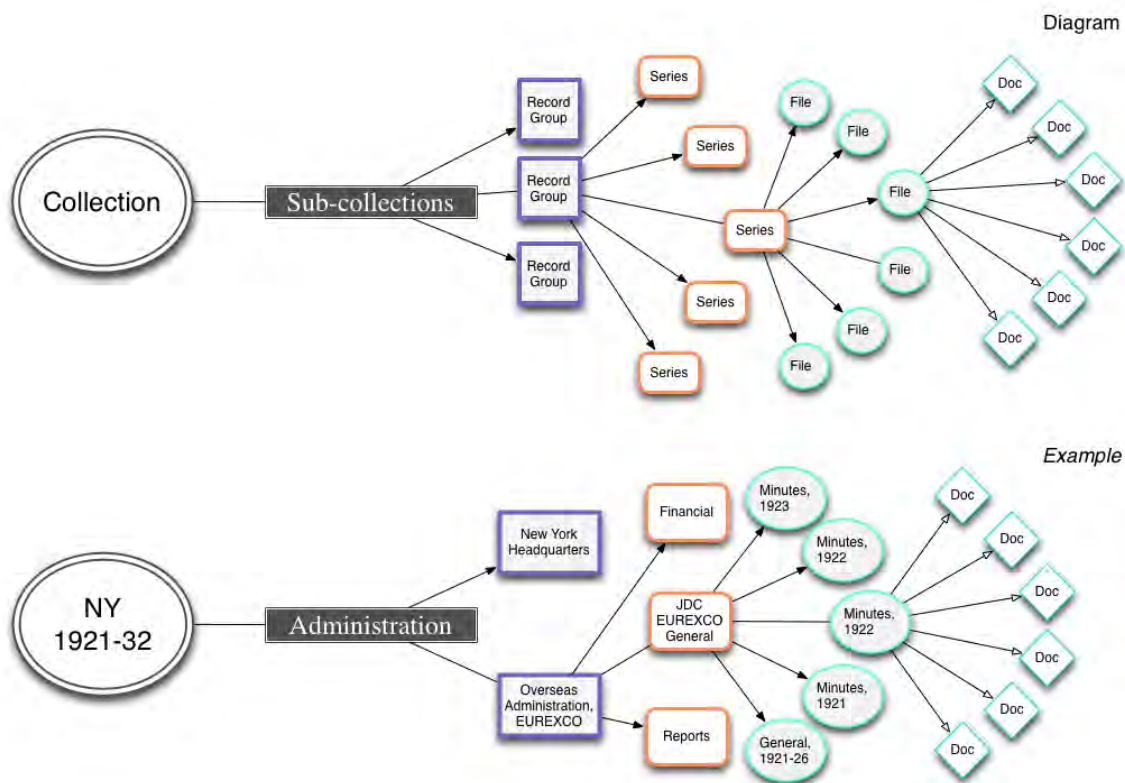 Diagram
Collection
Sub-collections
Record
Group
Record
Group
Record
Group
Series
Series
Series
Series
Series
File
File
File
File
File
File
Doc
Doc
Doc
Doc
Doc
Doc
Example
NY
1921-32
Administration
New York
Headquarters
Overseas
Administration,
EUREXCO
Financial
JDC
EUREXCO
General
Reports
Minutes,
1923
Minutes,
1922
Minutes,
1922
Minutes,
1921
General,
1921-26
Doc
Doc
Doc
Doc
Doc
Doc